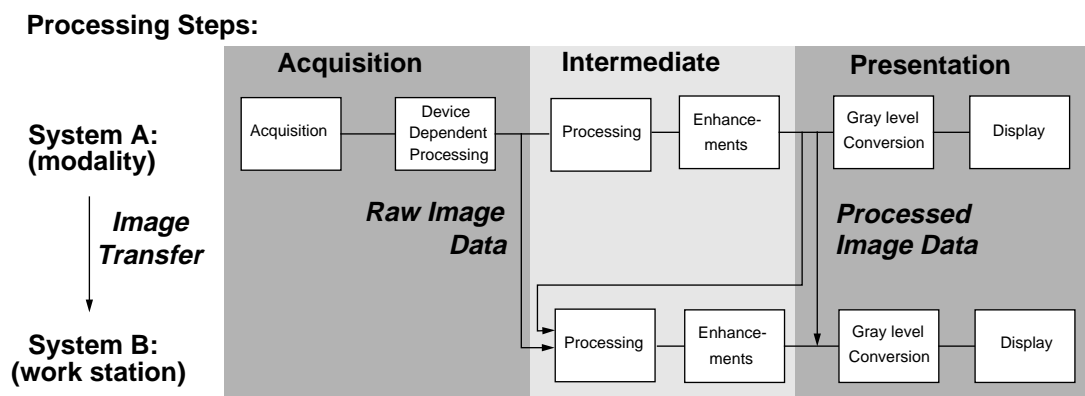 Processing Steps:
Acquisition
Intermediate
Presentation
System A:
(modality)
Acquisition
Device
Dependent
Processing
Processing
Enhance-
ments
Gray level
Conversion
Display
Image
Transfer
Raw Image
Data
Processed
Image Data
System B:
(work station)
Processing
Enhance-
ments
Gray level
Conversion
Display